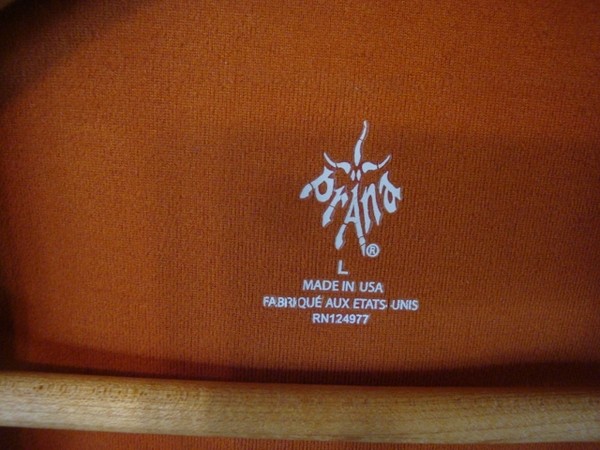 prAna®
L
MADE IN USA
FABRIQUÉ AUX ETATS-UNIS
RN124977